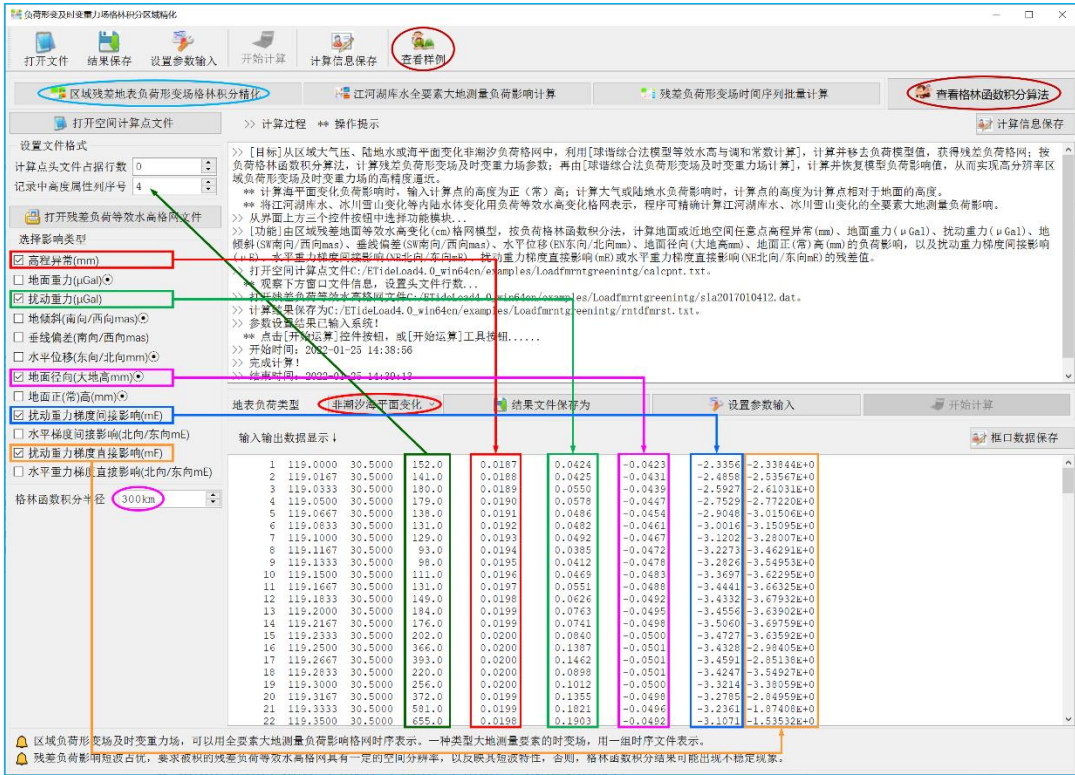 负荷形变及时变重力场格林积分区域精化
打开文件 结果保存 设置参数输入 开始计算 计算信息保存 查看样例
区域残差地表负荷形变场格林积分精化 江河湖库水全要素大地测量负荷影响计算 残差负荷形变场时间序列批量计算 查看格林函数积分算法
打开空间计算点文件 >> 计算过程 ** 操作提示 计算信息保存
设置文件格式
计算点头文件占据行数 0
记录中高度属性列序号 4
打开残差负荷等效水高格网文件
选择影响类型
高程异常(mm)
地面重力(μGal)
扰动重力(μGal)
地倾斜(南向/西向mas)
垂线偏差(南向/西向mas)
水平位移(东向/北向mm)
地面径向(大地高mm)
地面正(常)高(mm)
扰动重力梯度间接影响(mE)
水平梯度间接影响(北向/东向mE)
扰动重力梯度直接影响(mE)
水平重力梯度直接影响(北向/东向mE)
格林函数积分半径 300km
>> [目标]从区域大气压、陆地水或海平面变化非潮汐负荷格网中，利用[球谐综合法模型等效水高与调和常数计算]，计算并移去负荷模型值，获得残差负荷格网；按
负荷格林函数积分法，计算残差负荷形变场及时变重力场参数；再由[球谐综合法负荷形变场及时变重力场计算]，计算并恢复模型负荷影响值，从而实现高分辨率区
域负荷形变场及时变重力场的高精度逼近。
** 计算海平面变化负荷影响时，输入计算点的高度为正（常）高；计算大气或陆地水负荷影响时，计算点的高度为计算点相对于地面的高度。
** 将江河湖库水、冰川雪山变化等内陆水体变化用负荷等效水高变化格网表示，程序可精确计算江河湖库水、冰川雪山变化的全要素大地测量负荷影响。
>> 从界面上方三个控件按钮中选择功能模块...
>> [功能]由区域残差地面等效水高变化(cm)格网模型，按负荷格林函数积分法，计算地面或近地空间任意点高程异常(mm)、地面重力(μGal)、扰动重力(μGal)、地
倾斜(SW南向/西向mas)、垂线偏差(SW南向/西向mas)、水平位移(EN东向/北向mm)、地面径向(大地高mm)、地面正(常)高(mm)的负荷影响，以及扰动重力梯度间接影响
(mE)、水平重力梯度间接影响(NE北向/东向mE)、扰动重力梯度直接影响(mE)或水平重力梯度直接影响(NE北向/东向mE)的残差值。
>> 打开空间计算点文件C:/ETideLoad4.0_win64cn/examples/Loadfmrntgreenintg/calcpnt.txt。
** 观察下方窗口文件信息，设置头文件行数...
>> 打开残差负荷等效水高格网文件C:/ETideLoad4.0_win64cn/examples/Loadfmrntgreenintg/sla2017010412.dat。
>> 计算结果保存为C:/ETideLoad4.0_win64cn/examples/Loadfmrntgreenintg/rntdfmrst.txt。
>> 参数设置结果已输入系统！
** 点击[开始运算]控件按钮，或[开始运算]工具按钮......
>> 开始时间：2022-01-25 14:38:56
>> 完成计算！
>> 结束时间：2022-01-25 14:39:13
地表负荷类型 非潮汐海平面变化 结果文件保存为 设置参数输入 开始计算
输入输出数据显示↓ 框口数据保存
1 119.0000 30.5000 152.0 0.0187 0.0424 -0.0423 -2.3356 -2.33844E+0
2 119.0167 30.5000 141.0 0.0188 0.0425 -0.0431 -2.4858 -2.53567E+0
3 119.0333 30.5000 180.0 0.0189 0.0550 -0.0439 -2.5927 -2.61031E+0
4 119.0500 30.5000 179.0 0.0190 0.0578 -0.0447 -2.7529 -2.77220E+0
5 119.0667 30.5000 138.0 0.0191 0.0486 -0.0454 -2.9048 -3.01506E+0
6 119.0833 30.5000 131.0 0.0192 0.0482 -0.0461 -3.0016 -3.15095E+0
7 119.1000 30.5000 129.0 0.0193 0.0492 -0.0467 -3.1202 -3.28007E+0
8 119.1167 30.5000 93.0 0.0194 0.0385 -0.0472 -3.2273 -3.46291E+0
9 119.1333 30.5000 98.0 0.0195 0.0412 -0.0478 -3.2826 -3.54953E+0
10 119.1500 30.5000 111.0 0.0196 0.0469 -0.0483 -3.3697 -3.62295E+0
11 119.1667 30.5000 131.0 0.0197 0.0551 -0.0488 -3.4441 -3.66325E+0
12 119.1833 30.5000 149.0 0.0198 0.0626 -0.0492 -3.4332 -3.67932E+0
13 119.2000 30.5000 184.0 0.0199 0.0763 -0.0495 -3.4556 -3.63902E+0
14 119.2167 30.5000 176.0 0.0199 0.0741 -0.0498 -3.5060 -3.69759E+0
15 119.2333 30.5000 202.0 0.0200 0.0840 -0.0500 -3.4727 -3.63592E+0
16 119.2500 30.5000 366.0 0.0200 0.1387 -0.0501 -3.4328 -2.98405E+0
17 119.2667 30.5000 393.0 0.0200 0.1462 -0.0501 -3.4591 -2.85138E+0
18 119.2833 30.5000 220.0 0.0200 0.0898 -0.0501 -3.4247 -3.54927E+0
19 119.3000 30.5000 256.0 0.0200 0.1012 -0.0500 -3.3214 -3.38059E+0
20 119.3167 30.5000 372.0 0.0199 0.1355 -0.0498 -3.2785 -2.84959E+0
21 119.3333 30.5000 581.0 0.0199 0.1821 -0.0496 -3.2361 -1.87408E+0
22 119.3500 30.5000 655.0 0.0198 0.1903 -0.0492 -3.1071 -1.53532E+0
区域负荷形变场及时变重力场，可以用全要素大地测量负荷影响格网时序表示。一种类型大地测量要素的时变场，用一组时序文件表示。
残差负荷影响短波占优，要求被积的残差负荷等效水高格网具有一定的空间分辨率，以反映其短波特性，否则，格林函数积分结果可能出现不稳定现象。